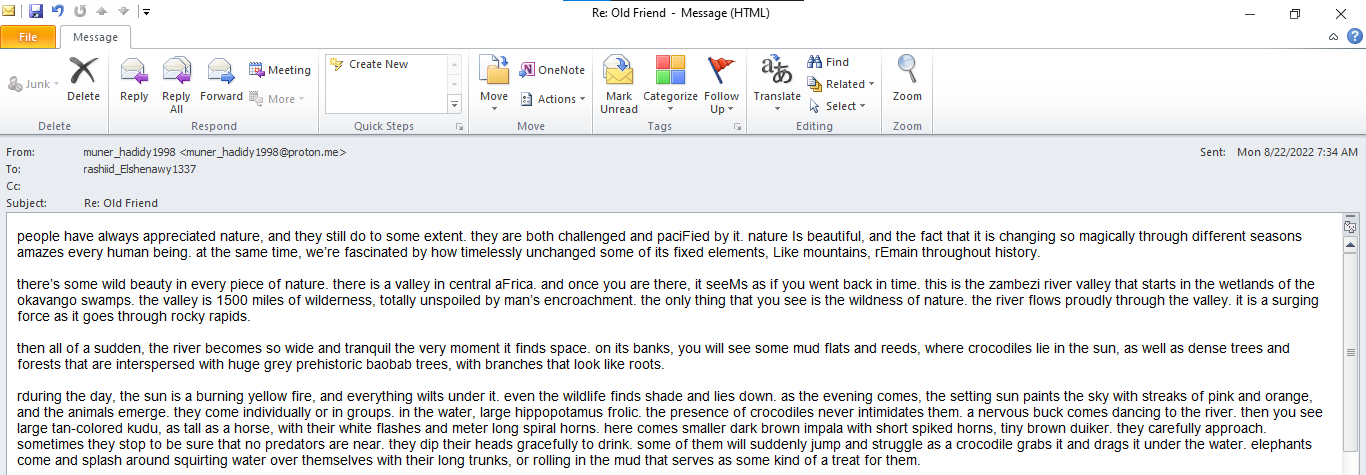 Re: Old Friend - Message (HTML)
File Message
Junk
Delete
Reply
Reply All
Forward
Meeting
More
Create New
Move
OneNote
Actions
Mark Unread
Categorize
Follow Up
Translate
Find
Related
Select
Zoom
Delete Respond Quick Steps Move Tags Editing Zoom
From: muner_hadidy1998 <muner_hadidy1998@proton.me> Sent: Mon 8/22/2022 7:34 AM
To: rashiid_Elshenawy1337
Cc:
Subject: Re: Old Friend
people have always appreciated nature, and they still do to some extent. they are both challenged and paciFied by it. nature Is beautiful, and the fact that it is changing so magically through different seasons
amazes every human being. at the same time, we’re fascinated by how timelessly unchanged some of its fixed elements, Like mountains, rEmain throughout history.
there’s some wild beauty in every piece of nature. there is a valley in central aFrica. and once you are there, it seeMs as if you went back in time. this is the zambezi river valley that starts in the wetlands of the
okavango swamps. the valley is 1500 miles of wilderness, totally unspoiled by man’s encroachment. the only thing that you see is the wildness of nature. the river flows proudly through the valley. it is a surging
force as it goes through rocky rapids.
then all of a sudden, the river becomes so wide and tranquil the very moment it finds space. on its banks, you will see some mud flats and reeds, where crocodiles lie in the sun, as well as dense trees and
forests that are interspersed with huge grey prehistoric baobab trees, with branches that look like roots.
rduring the day, the sun is a burning yellow fire, and everything wilts under it. even the wildlife finds shade and lies down. as the evening comes, the setting sun paints the sky with streaks of pink and orange,
and the animals emerge. they come individually or in groups. in the water, large hippopotamus frolic. the presence of crocodiles never intimidates them. a nervous buck comes dancing to the river. then you see
large tan-colored kudu, as tall as a horse, with their white flashes and meter long spiral horns. here comes smaller dark brown impala with short spiked horns, tiny brown duiker. they carefully approach.
sometimes they stop to be sure that no predators are near. they dip their heads gracefully to drink. some of them will suddenly jump and struggle as a crocodile grabs it and drags it under the water. elephants
come and splash around squirting water over themselves with their long trunks, or rolling in the mud that serves as some kind of a treat for them.